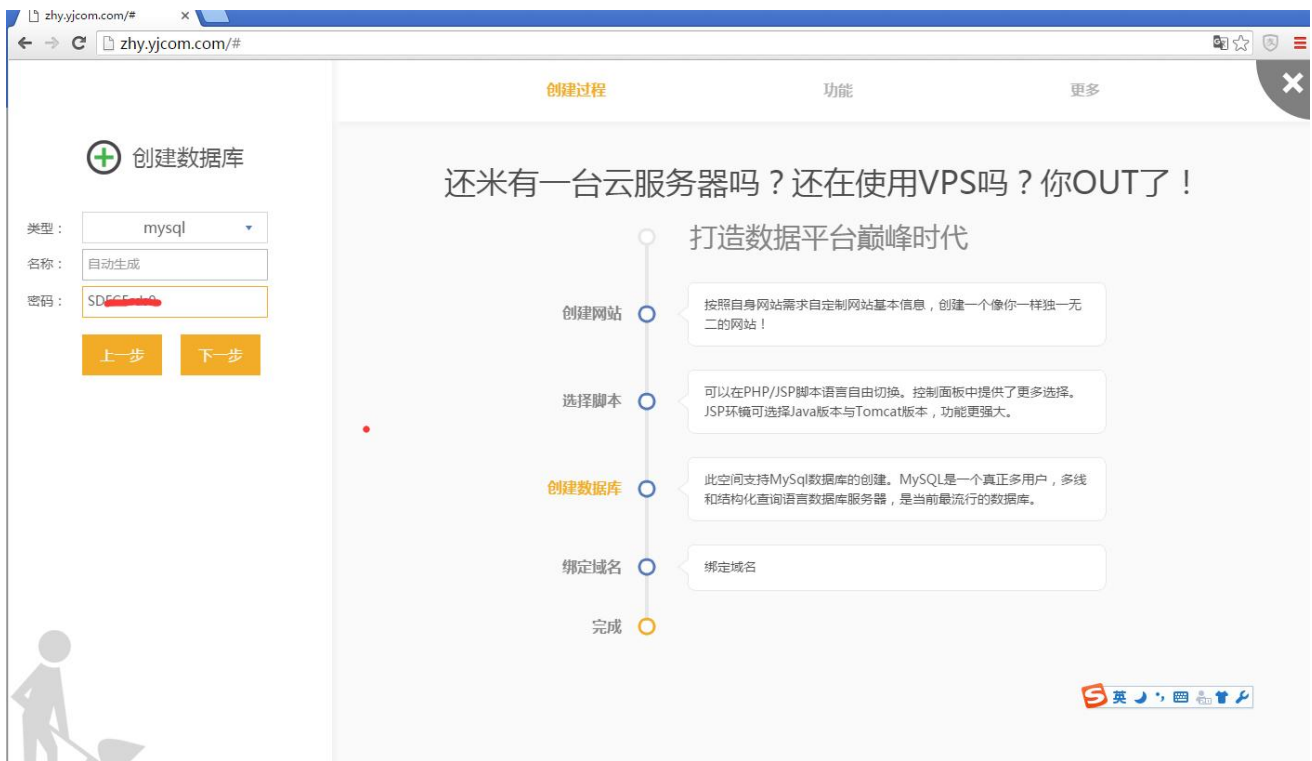 zhy.yjcom.com/#
zhy.yjcom.com/#
创建过程
功能
更多
创建数据库
类型：
mysql
名称：
自动生成
密码：
上一步
下一步
还米有一台云服务器吗？还在使用VPS吗？你OUT了！
打造数据平台巅峰时代
创建网站
按照自身网站需求自定制网站基本信息，创建一个像你一样独一无
二的网站！
选择脚本
可以在PHP/JSP脚本语言自由切换。控制面板中提供了更多选择。
JSP环镜可选择Java版本与Tomcat版本，功能更强大。
创建数据库
此空间支持MySql数据库的创建。MySQL是一个真正多用户，多线
和结构化查询语言数据库服务器，是当前最流行的数据库。
绑定域名
绑定域名
完成
英